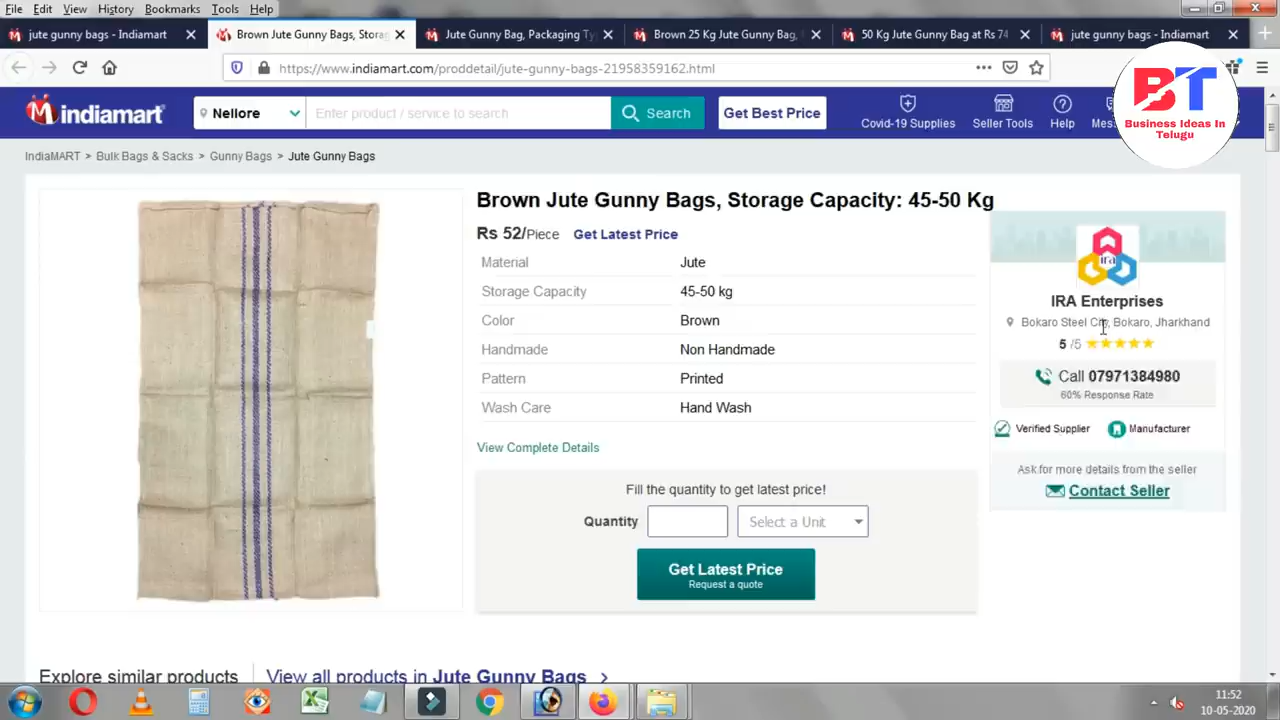 File Edit View History Bookmarks Tools Help
jute gunny bags - Indiamart
Brown Jute Gunny Bags, Storag
Jute Gunny Bag, Packaging Ty
Brown 25 Kg Jute Gunny Bag,
50 Kg Jute Gunny Bag at Rs 74
jute gunny bags - Indiamart
https://www.indiamart.com/proddetail/jute-gunny-bags-21958359162.html
BT
Business Ideas In
Telugu
indiamart
Nellore
Enter product / service to search
Search
Get Best Price
Covid-19 Supplies
Seller Tools
Help
IndiaMART > Bulk Bags & Sacks > Gunny Bags > Jute Gunny Bags
Brown Jute Gunny Bags, Storage Capacity: 45-50 Kg
Rs 52/Piece Get Latest Price
Material Jute
Storage Capacity 45-50 kg
Color Brown
Handmade Non Handmade
Pattern Printed
Wash Care Hand Wash
View Complete Details
Fill the quantity to get latest price!
Quantity Select a Unit
Get Latest Price
Request a quote
ira
IRA Enterprises
Bokaro Steel City, Bokaro, Jharkhand
5 /5
Call 07971384980
60% Response Rate
Verified Supplier Manufacturer
Ask for more details from the seller
Contact Seller
Explore similar products View all products in Jute Gunny Bags >
11:52
10-05-2020